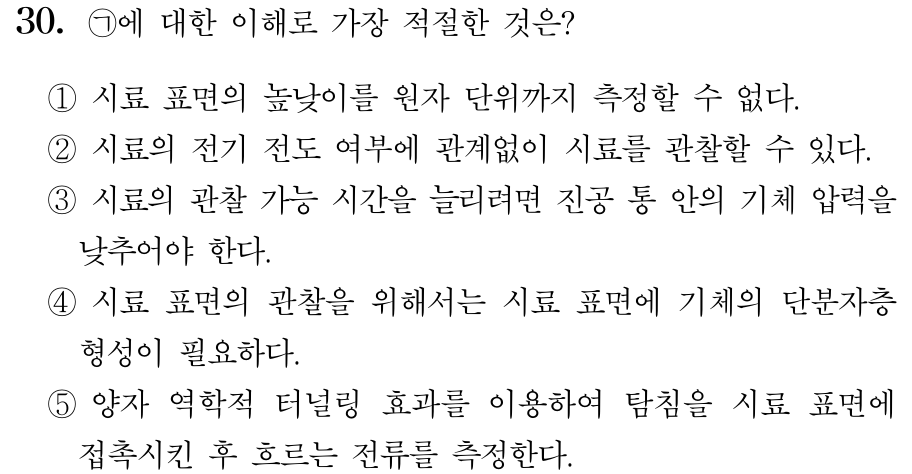 30. ㉠에 대한 이해로 가장 적절한 것은?
① 시료 표면의 높낮이를 원자 단위까지 측정할 수 없다.
② 시료의 전기 전도 여부에 관계없이 시료를 관찰할 수 있다.
③ 시료의 관찰 가능 시간을 늘리려면 진공 통 안의 기체 압력을
낮추어야 한다.
④ 시료 표면의 관찰을 위해서는 시료 표면에 기체의 단분자층
형성이 필요하다.
⑤ 양자 역학적 터널링 효과를 이용하여 탐침을 시료 표면에
접촉시킨 후 흐르는 전류를 측정한다.